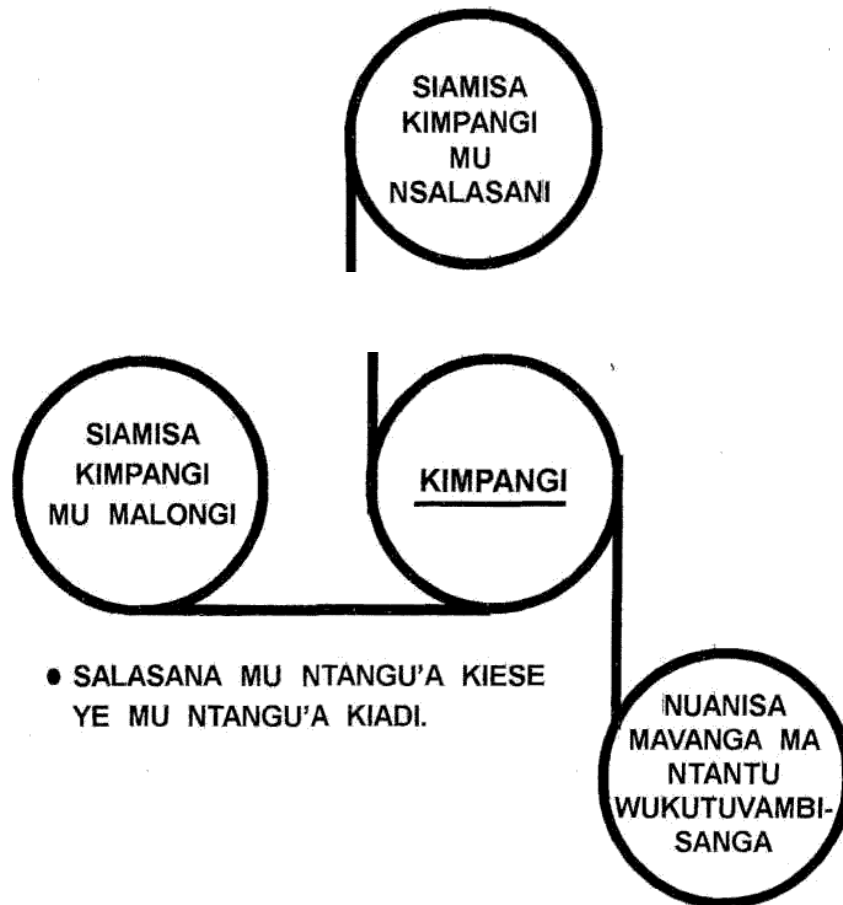 SIAMISA
KIMPANGI
MU
NSALASANI
SIAMISA
KIMPANGI
MU MALONGI
KIMPANGI
• SALASANA MU NTANGU'A KIESE
YE MU NTANGU'A KIADI.
NUANISA
MAVANGA MA
NTANTU
WUKUTUVAMBI-
SANGA